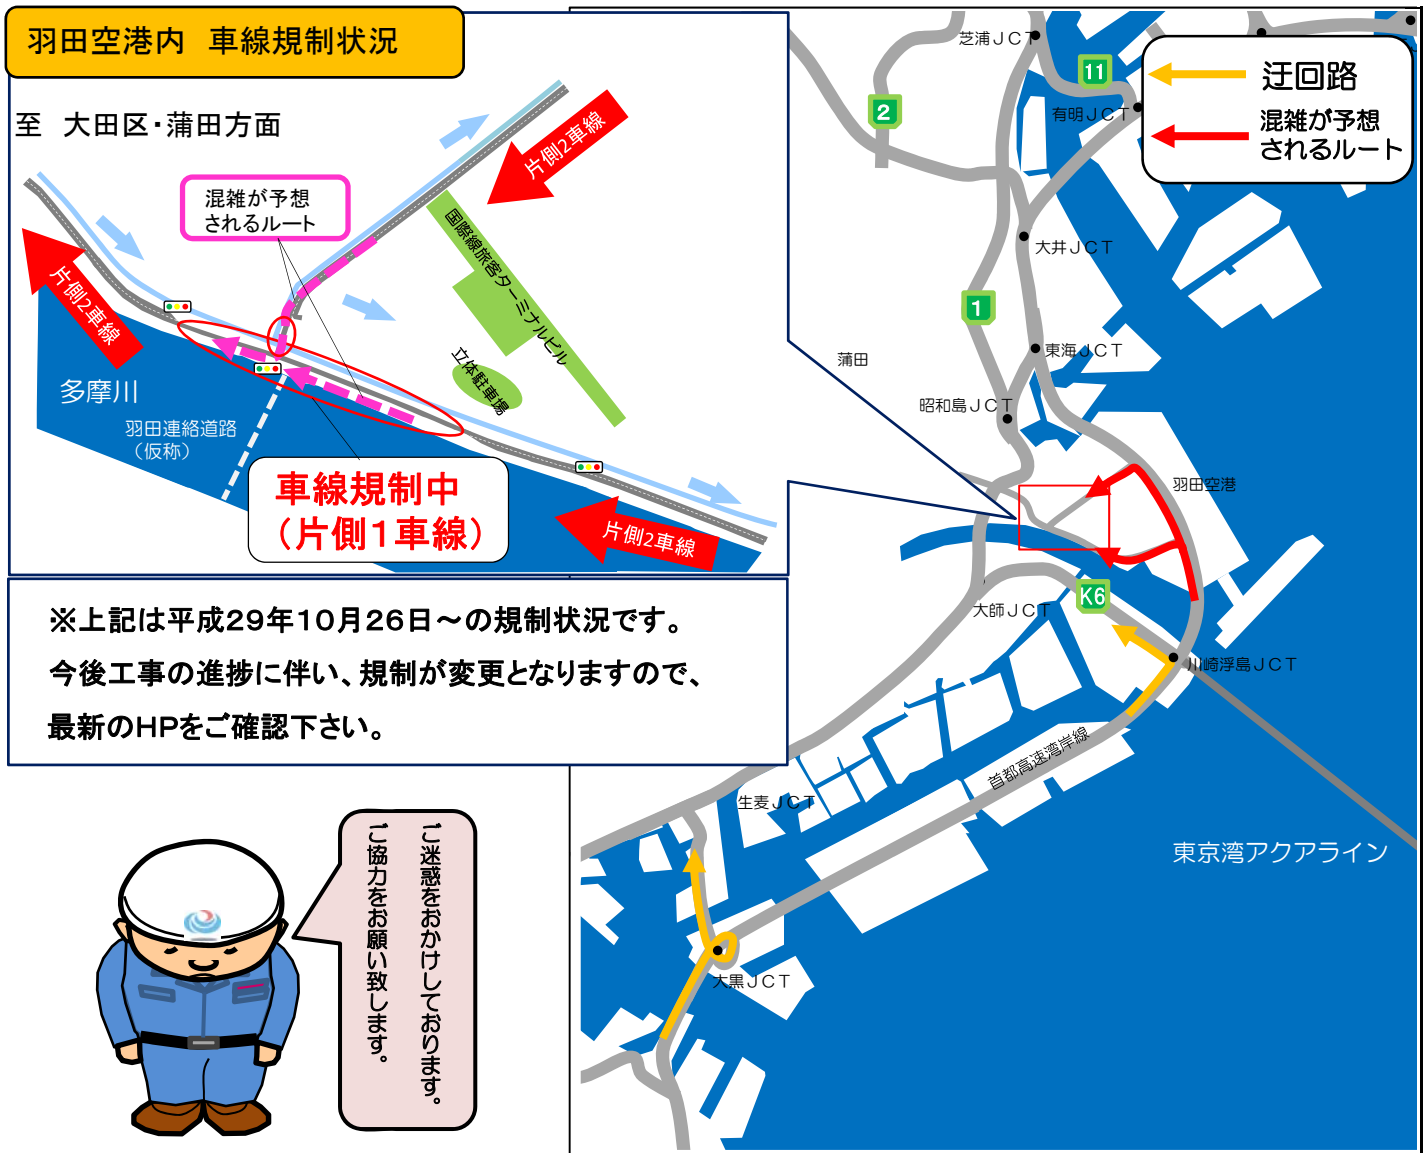 羽田空港内　車線規制状況
至　大田区・蒲田方面
混雑が予想
されるルート
片側2車線
片側2車線
国際線旅客ターミナルビル
立体駐車場
多摩川
羽田連絡道路
（仮称）
車線規制中
（片側１車線）
片側2車線
※上記は平成29年10月26日～の規制状況です。
今後工事の進捗に伴い、規制が変更となりますので、
最新のHPをご確認下さい。
ご迷惑をおかけしております。
ご協力をお願い致します。
迂回路
混雑が予想
されるルート
芝浦JCT
11
2
有明JCT
大井JCT
1
東海JCT
蒲田
昭和島JCT
羽田空港
大師JCT
K6
川崎浮島JCT
首都高速湾岸線
生麦JCT
東京湾アクアライン
大黒JCT